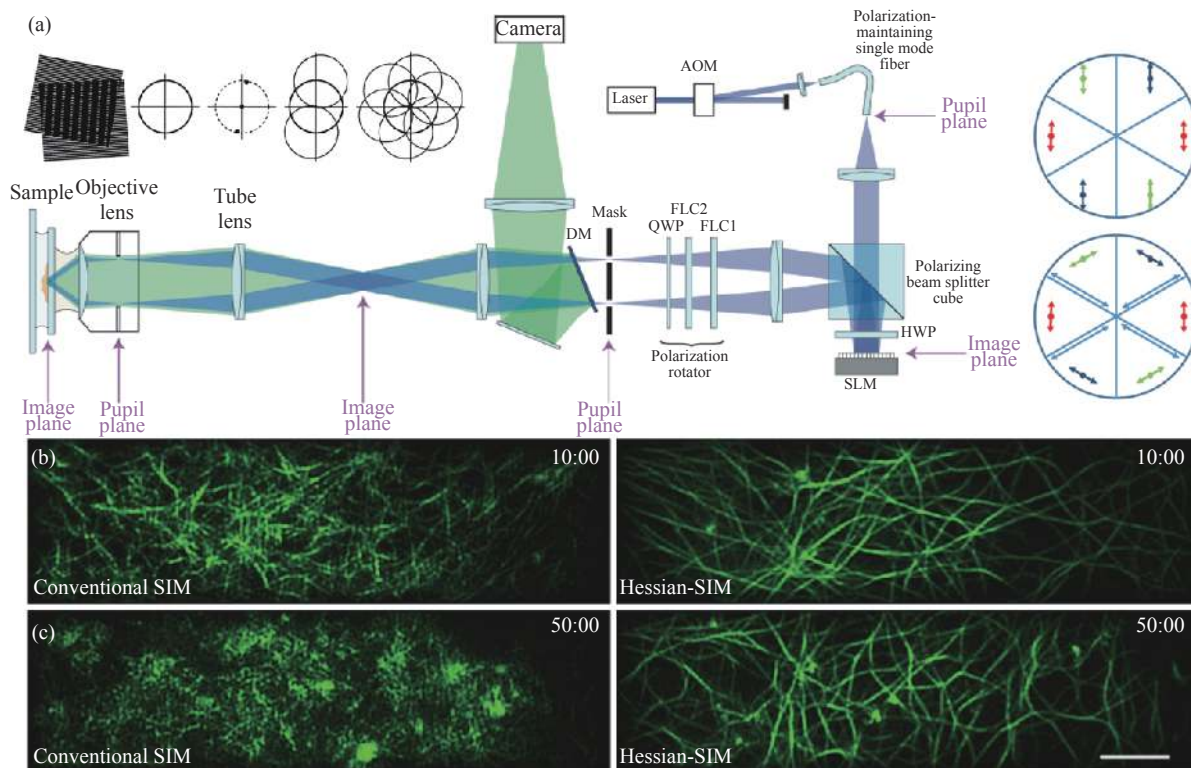 (a)
Camera
Polarization-
maintaining
single mode
fiber
AOM
Laser
Pupil
plane
Sample
Objective
lens
Tube
lens
Mask
DM
FLC2
QWP
FLC1
Polarizing
beam splitter
cube
HWP
Polarization
rotator
Image
plane
SLM
Image
plane
Pupil
plane
Image
plane
Pupil
plane
(b)
10:00
10:00
Conventional SIM
Hessian-SIM
(c)
50:00
50:00
Conventional SIM
Hessian-SIM